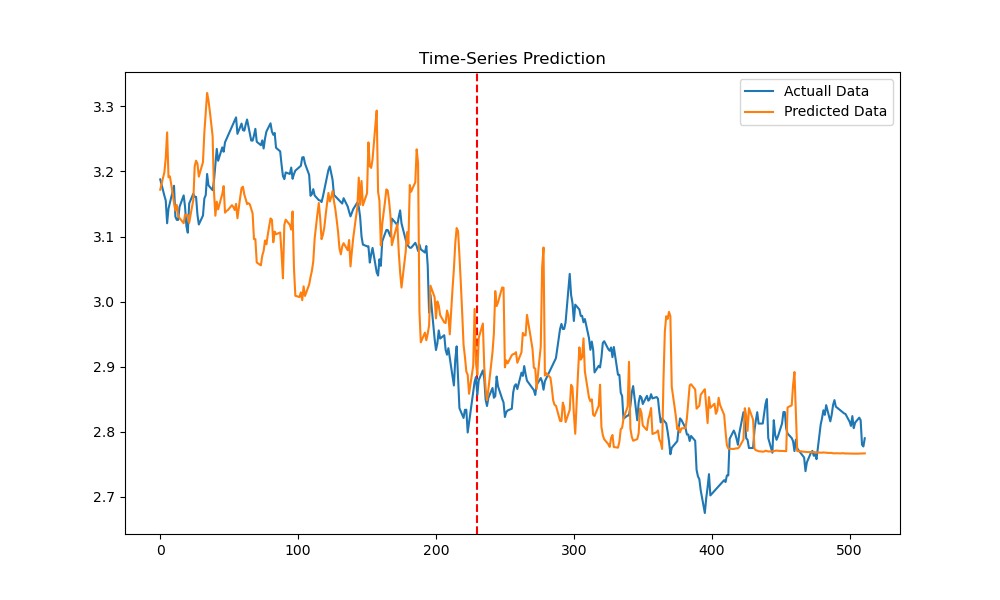 Time-Series Prediction
Actuall Data
Predicted Data
3.3
3.2
3.1
3.0
2.9
2.8
2.7
0 100 200 300 400 500